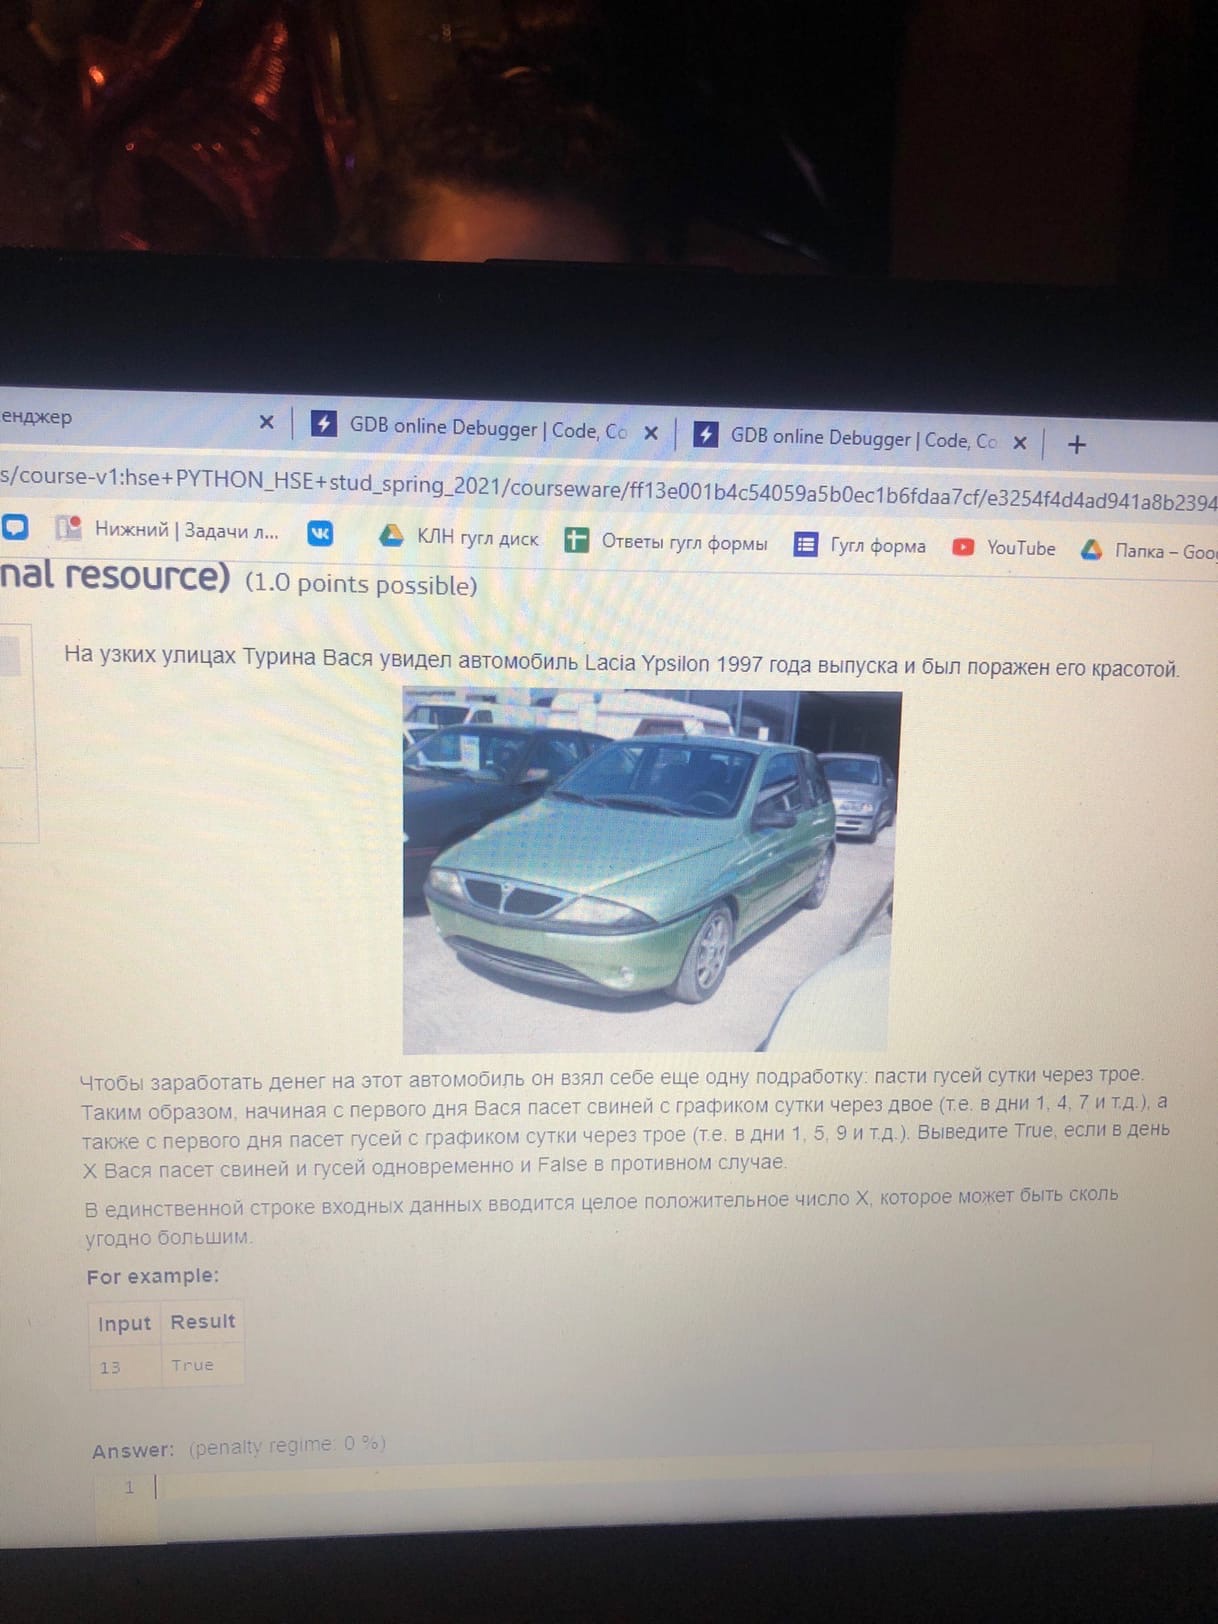 енджер
GDB online Debugger | Code, Co
GDB online Debugger | Code, Co
s/course-v1:hse+PYTHON_HSE+stud_spring_2021/courseware/ff13e001b4c54059a5b0ec1b6fdaa7cf/e3254f4d4ad941a8b2394
Нижний | Задачи л...
КЛН гугл диск
Ответы гугл формы
Гугл форма
YouTube
Папка – Goog
nal resource) (1.0 points possible)
На узких улицах Турина Вася увидел автомобиль Lacia Ypsilon 1997 года выпуска и был поражен его красотой.
Чтобы заработать денег на этот автомобиль он взял себе еще одну подработку: пасти гусей сутки через трое.
Таким образом, начиная с первого дня Вася пасет свиней с графиком сутки через двое (т.е. в дни 1, 4, 7 и т.д.), а
также с первого дня пасет гусей с графиком сутки через трое (т.е. в дни 1, 5, 9 и т.д.). Выведите True, если в день
X Вася пасет свиней и гусей одновременно и False в противном случае.
В единственной строке входных данных вводится целое положительное число X, которое может быть сколь
угодно большим.
For example:
Input Result
13 True
Answer: (penalty regime: 0 %)
1